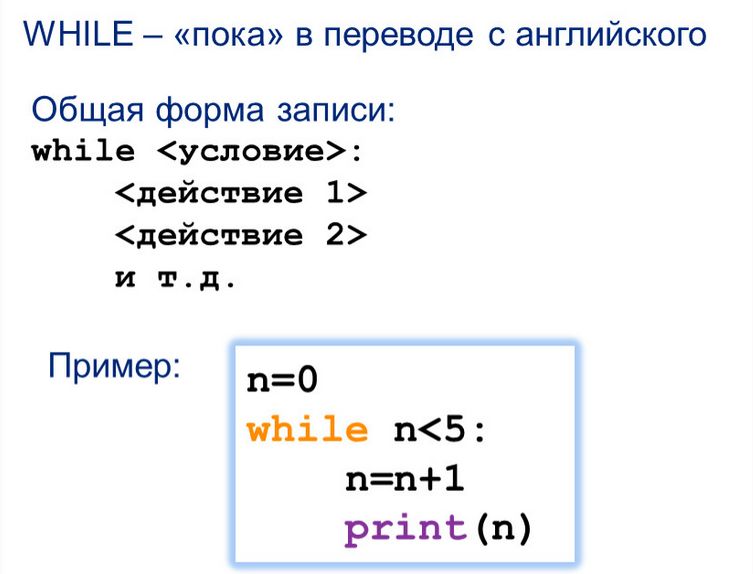 WHILE – «пока» в переводе с английского
Общая форма записи:
while <условие>:
<действие 1>
<действие 2>
и т.д.
Пример:
n=0
while n<5:
n=n+1
print(n)